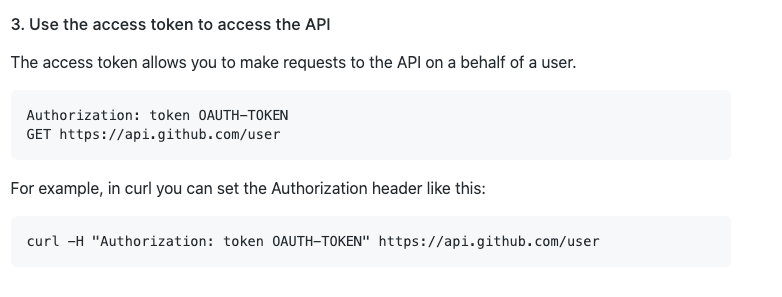 3. Use the access token to access the API
The access token allows you to make requests to the API on a behalf of a user.
Authorization: token OAUTH-TOKEN
GET https://api.github.com/user
For example, in curl you can set the Authorization header like this:
curl -H "Authorization: token OAUTH-TOKEN" https://api.github.com/user